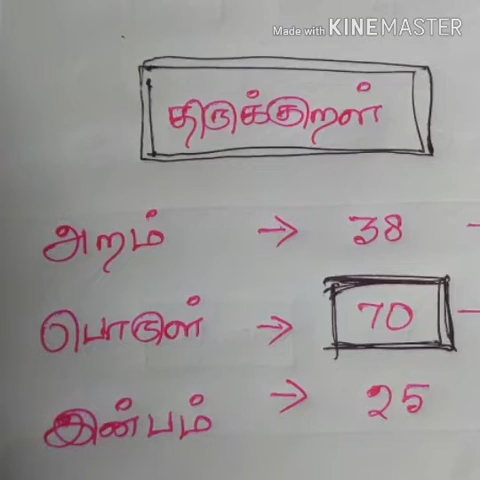 Made with KINEMASTER
திருக்குறள்
அறம் → 38
பொருள் → 70
இன்பம் → 25